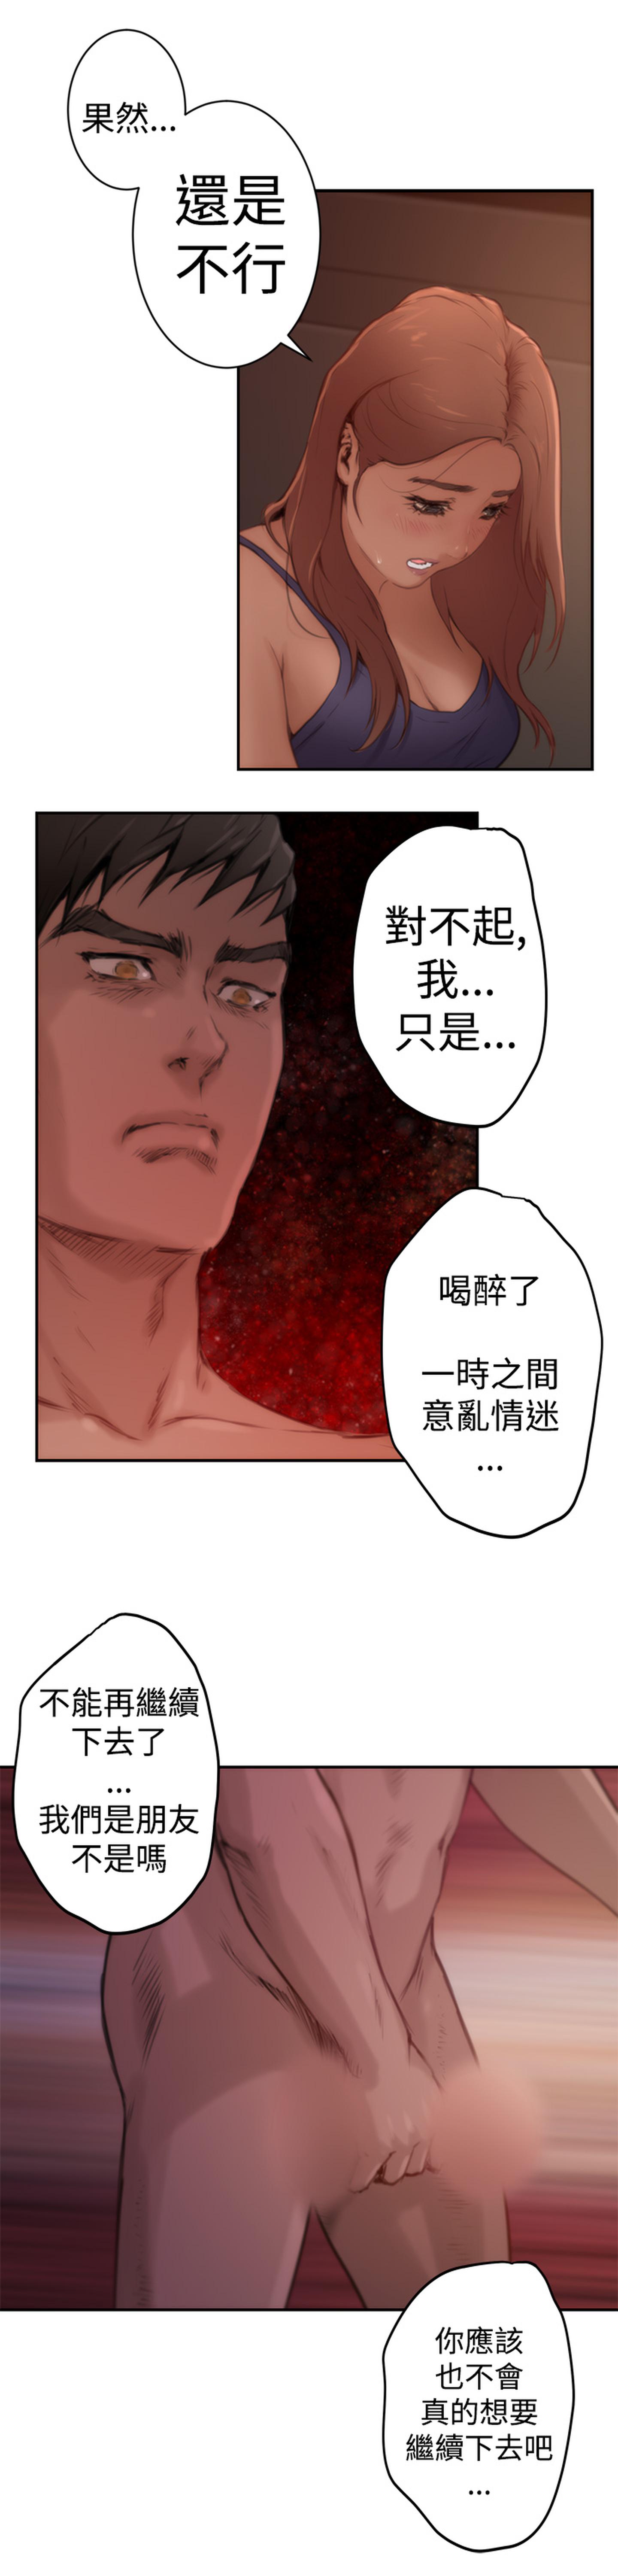 果然...
還是
不行
對不起,
我...
只是...
喝醉了
一時之間
意亂情迷
...
不能再繼續
下去了
...
我們是朋友
不是嗎
你應該
也不會
真的想要
繼續下去吧
...